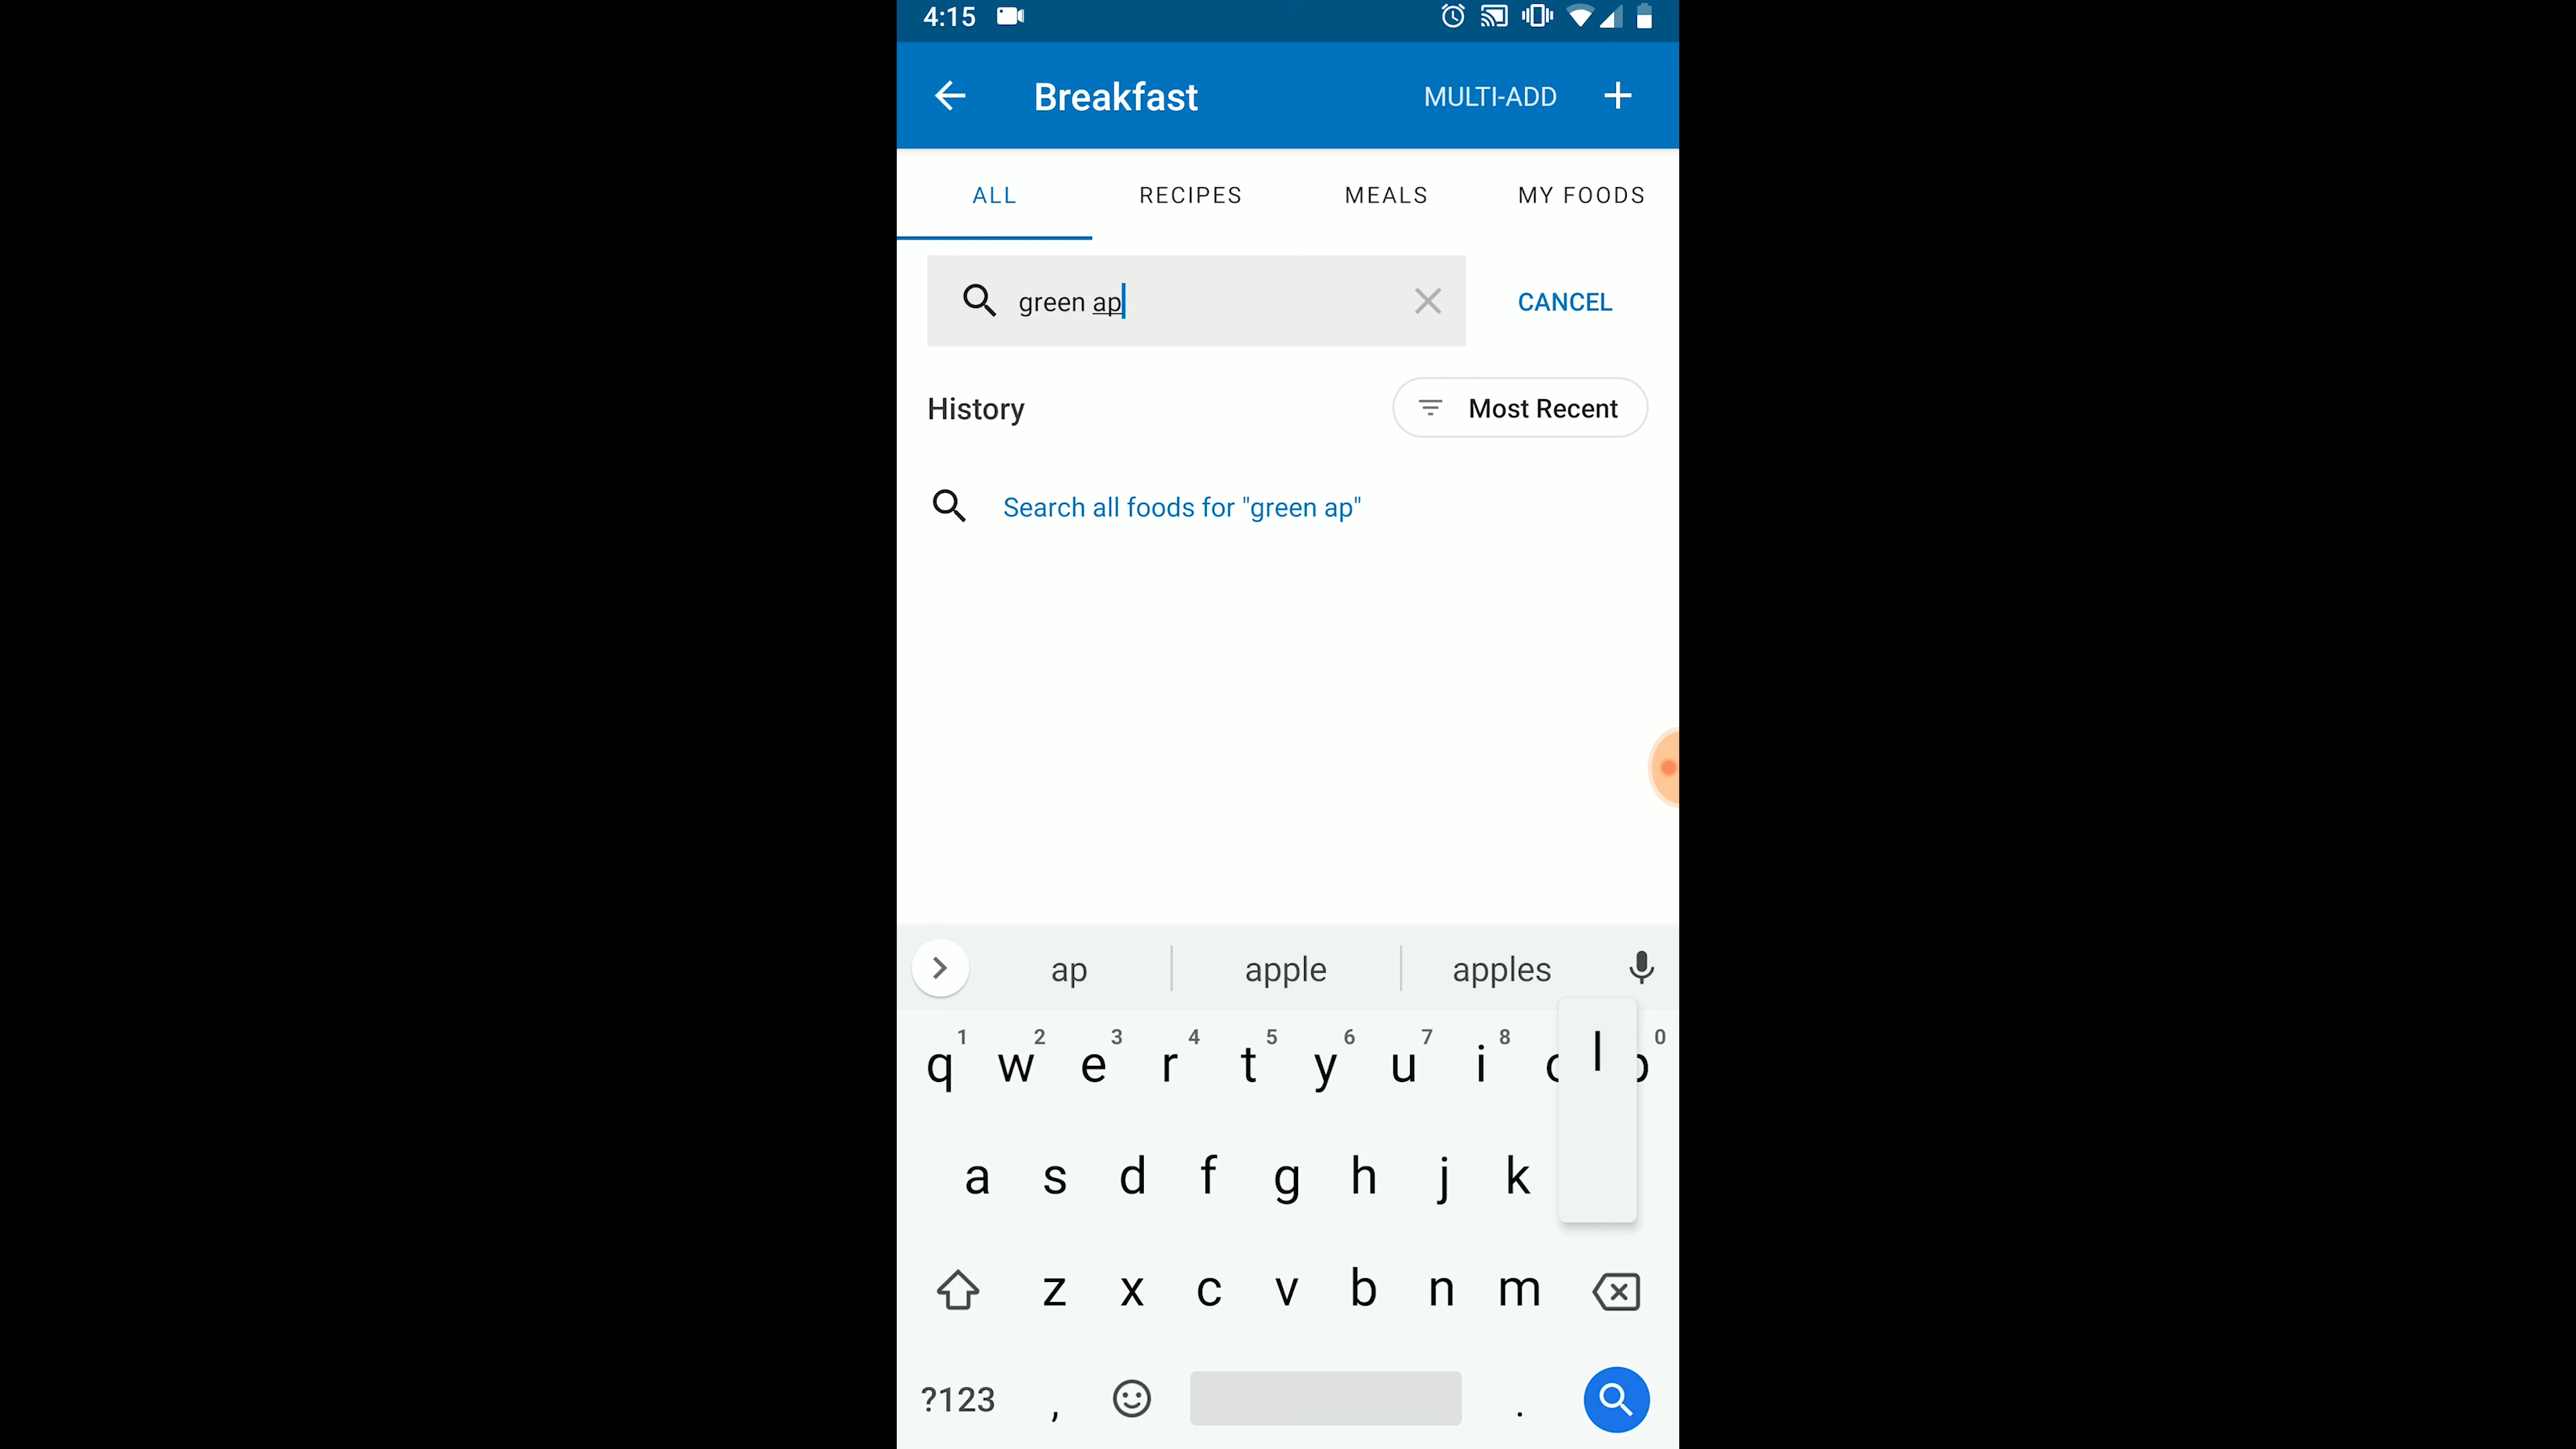 4:15
Breakfast MULTI-ADD
ALL RECIPES MEALS MY FOODS
green ap CANCEL
History Most Recent
Search all foods for "green ap"
ap apple apples
1 2 3 4 5 6 7 8 0
q w e r t y u i o l p
a s d f g h j k
z x c v b n m
?123 , .